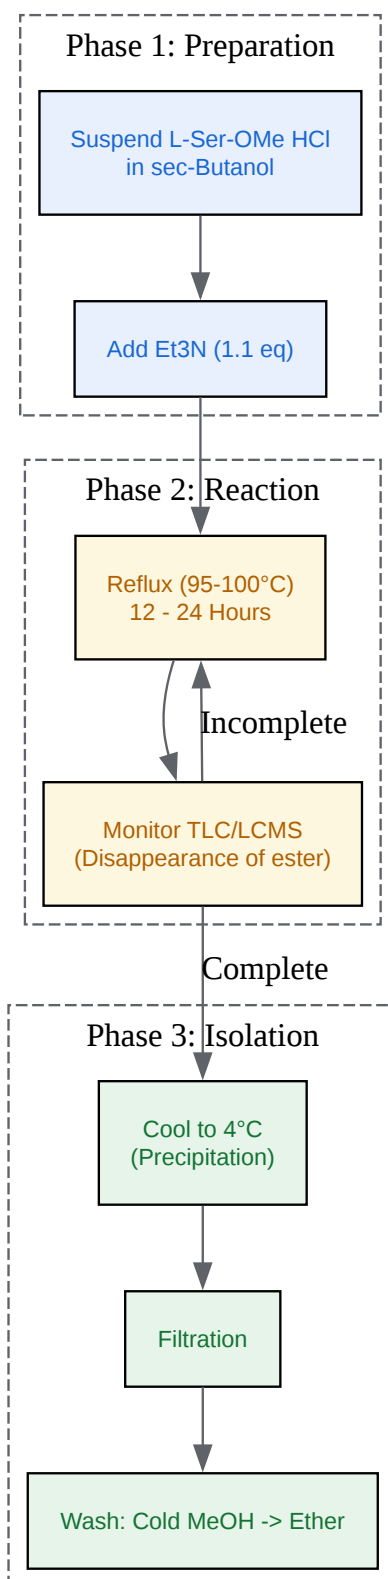 Phase 1: Preparation
Suspend L-Ser-OMe HCl
in sec-Butanol
Add Et3N (1.1 eq)
Phase 2: Reaction
Reflux (95-100°C)
12 - 24 Hours
Incomplete
Monitor TLC/LCMS
(Disappearance of ester)
Complete
Phase 3: Isolation
Cool to 4°C
(Precipitation)
Filtration
Wash: Cold MeOH -> Ether